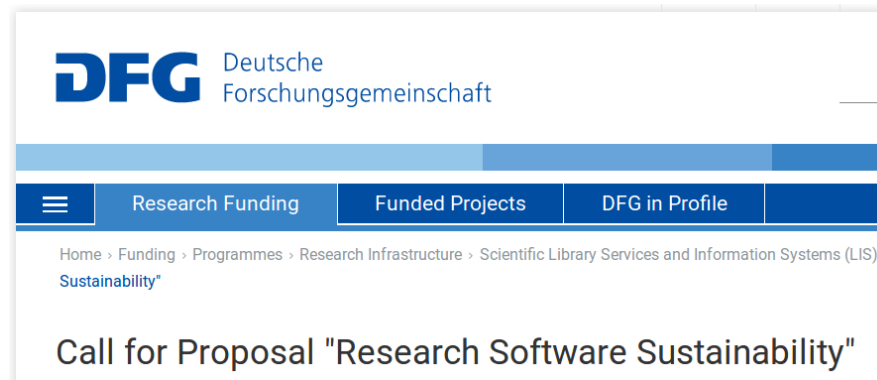 DFG
Deutsche
Forschungsgemeinschaft
Research Funding
Funded Projects
DFG in Profile
Home › Funding › Programmes › Research Infrastructure › Scientific Library Services and Information Systems (LIS)
Sustainability"
Call for Proposal "Research Software Sustainability"